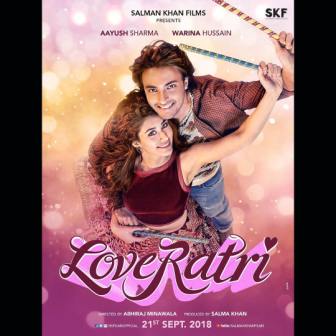 SALMAN KHAN FILMS
PRESENTS
SKF
AAYUSH SHARMA WARINA HUSSAIN
LoveRatri
DIRECTED BY ABHIRAJ MINAWALA PRODUCED BY SALMA KHAN
21ST SEPT. 2018